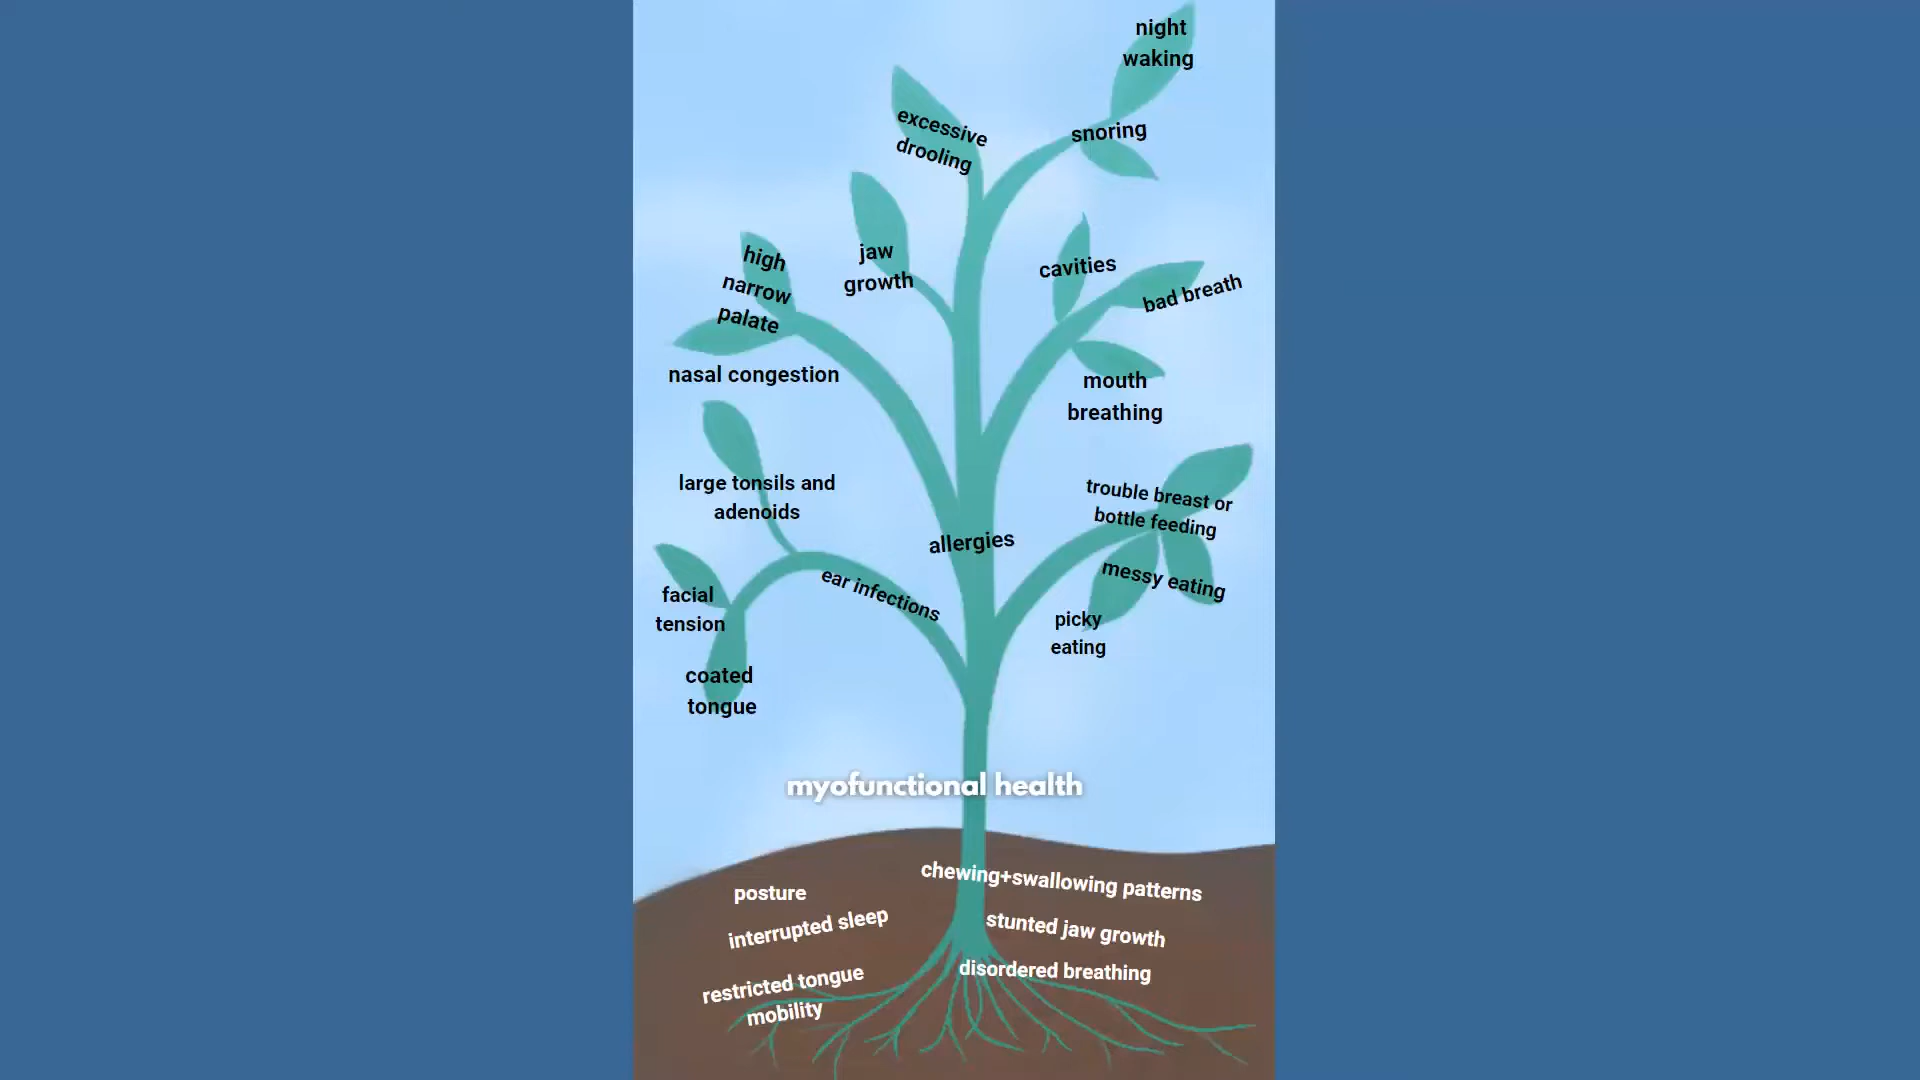 night
waking
excessive
drooling
snoring
jaw
growth
high
narrow
palate
cavities
bad breath
nasal congestion
mouth
breathing
large tonsils and
adenoids
trouble breast or
bottle feeding
allergies
ear infections
messy eating
facial
tension
picky
eating
coated
tongue
myofunctional health
chewing+swallowing patterns
posture
interrupted sleep
stunted jaw growth
disordered breathing
restricted tongue
mobility